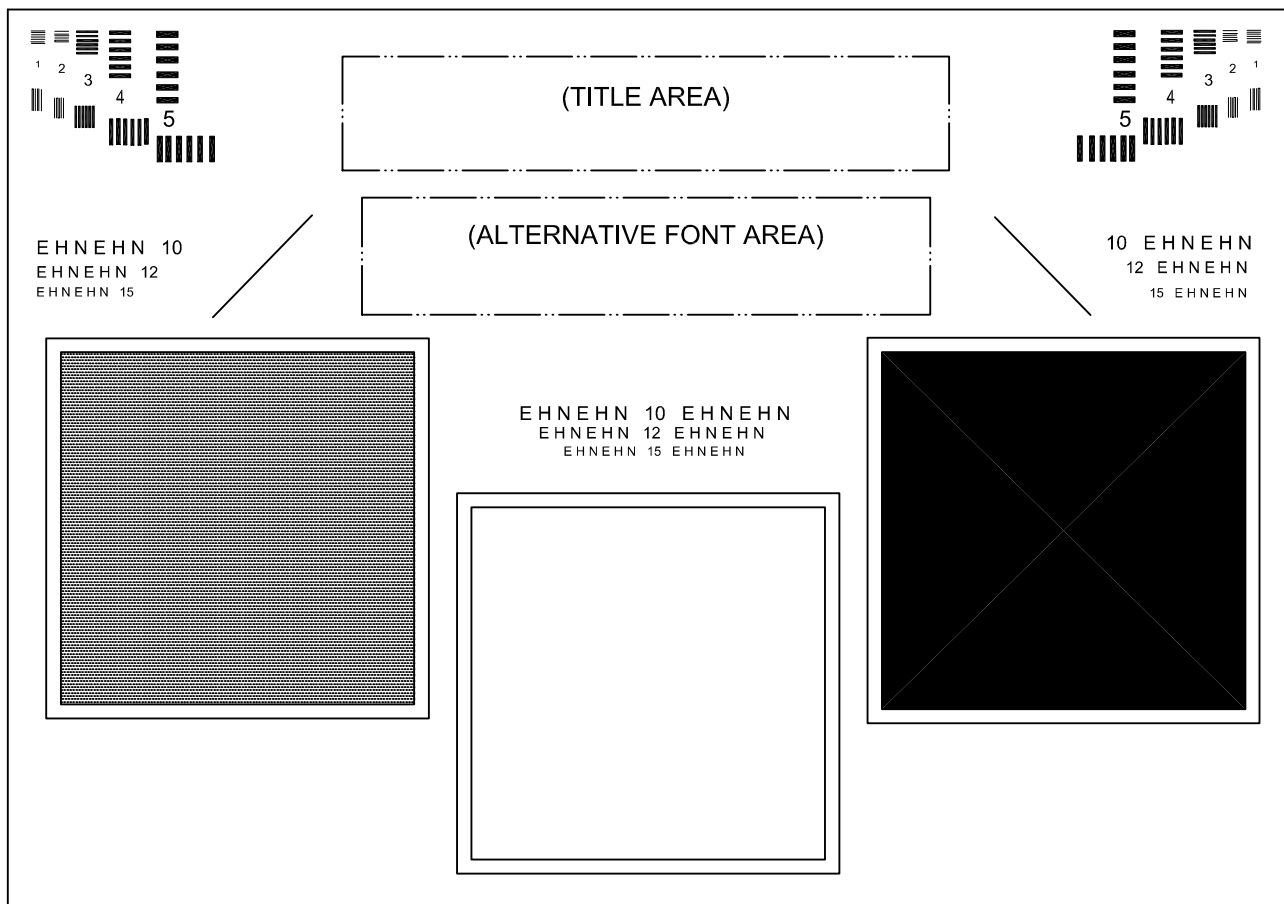 1 2 3 4 5
(TITLE AREA)
5 4 3 2 1
(ALTERNATIVE FONT AREA)
EHNEHN 10
EHNEHN 12
EHNEHN 15
10 EHNEHN
12 EHNEHN
15 EHNEHN
EHNEHN 10 EHNEHN
EHNEHN 12 EHNEHN
EHNEHN 15 EHNEHN